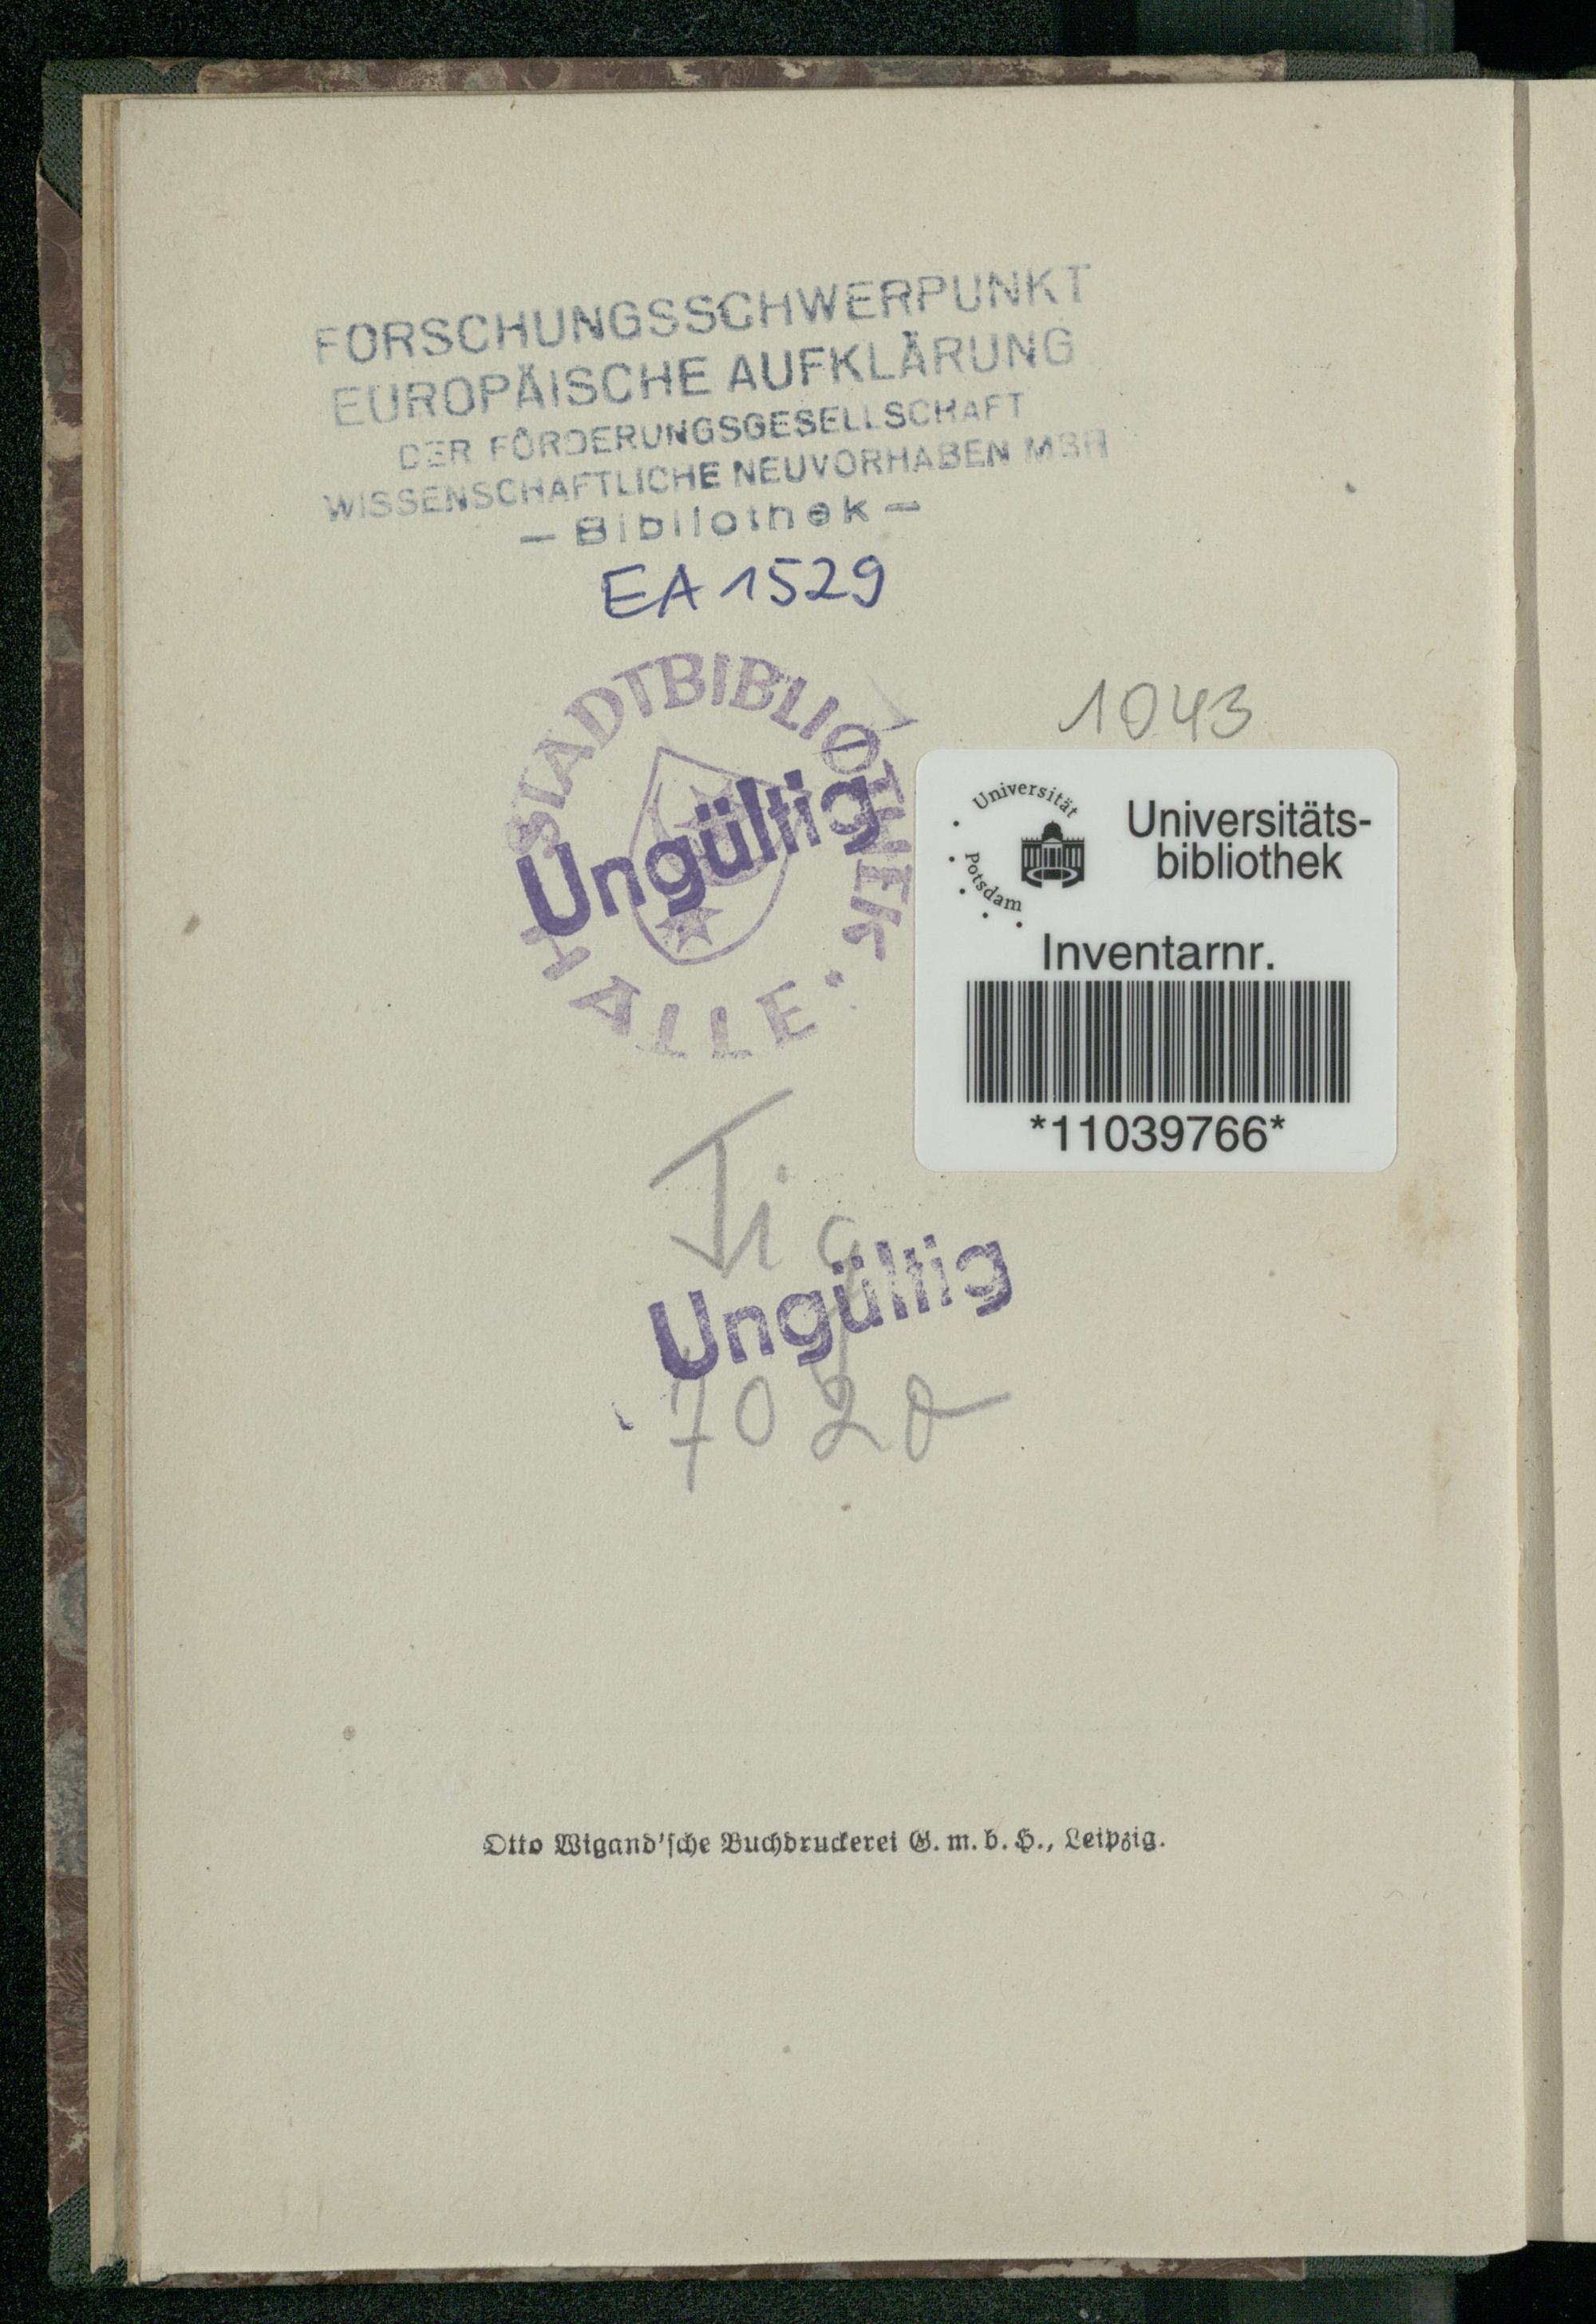 FORSCHUNGSSCHWERPUNKT
EUROPÄISCHE AUFKLÄRUNG
DER FÖRDERUNGSGESELLSCHAFT
WISSENSCHAFTLICHE NEUVORHABEN MBH
– Bibliothek –
EA 1529
STADTBIBLIOTHEK
HALLE
Ungültig
1043
Universität
Potsdam
Universitäts-
bibliothek
Inventarnr.
*11039766*
Ungültig
Otto Wigand'ſche Buchdruckerei G. m. b. H., Leipzig.